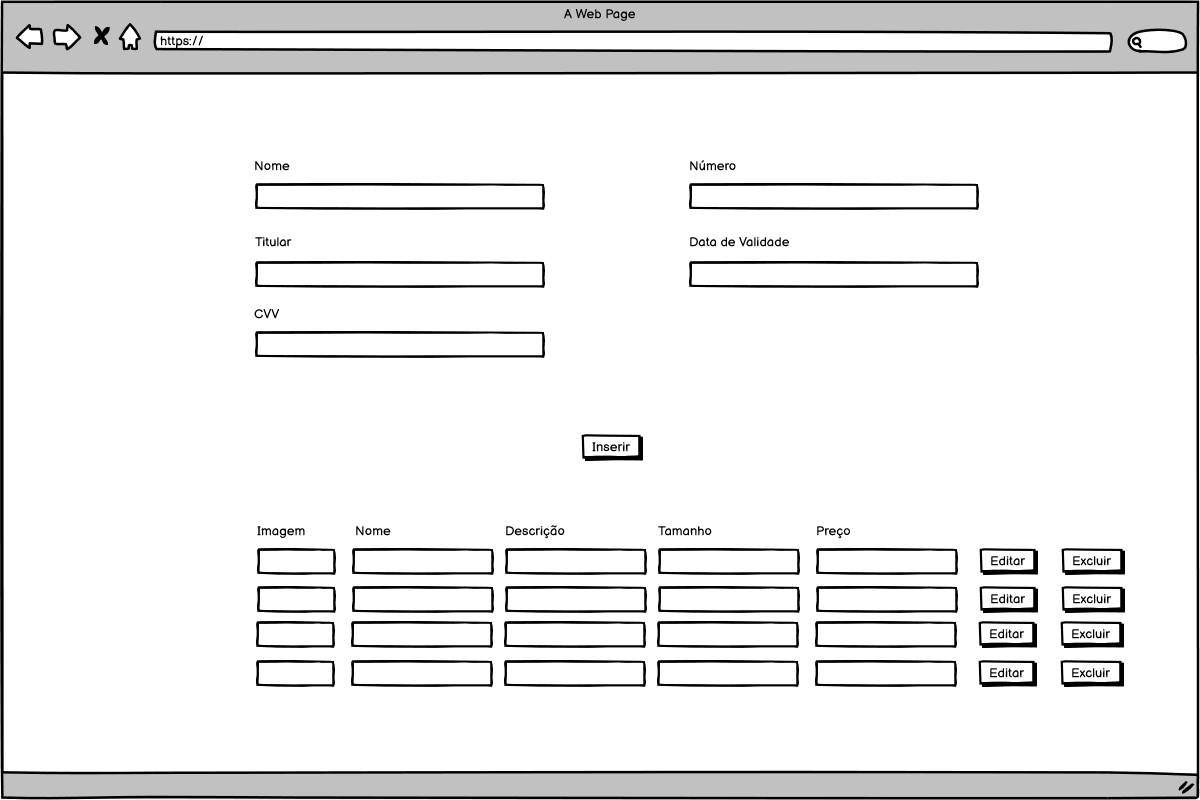 A Web Page
https://
Nome Número
Titular Data de Validade
CVV
Inserir
Imagem Nome Descrição Tamanho Preço
Editar Excluir
Editar Excluir
Editar Excluir
Editar Excluir